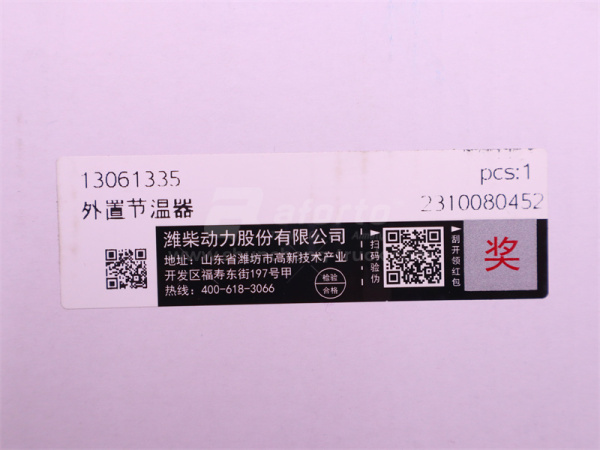 13061335
pcs:1
外置节温器
2310080452
潍柴动力股份有限公司
地址：山东省潍坊市高新技术产业
开发区福寿东街197号甲
热线：400-618-3066
检验
合格
扫码验伪
刮开领红包
奖